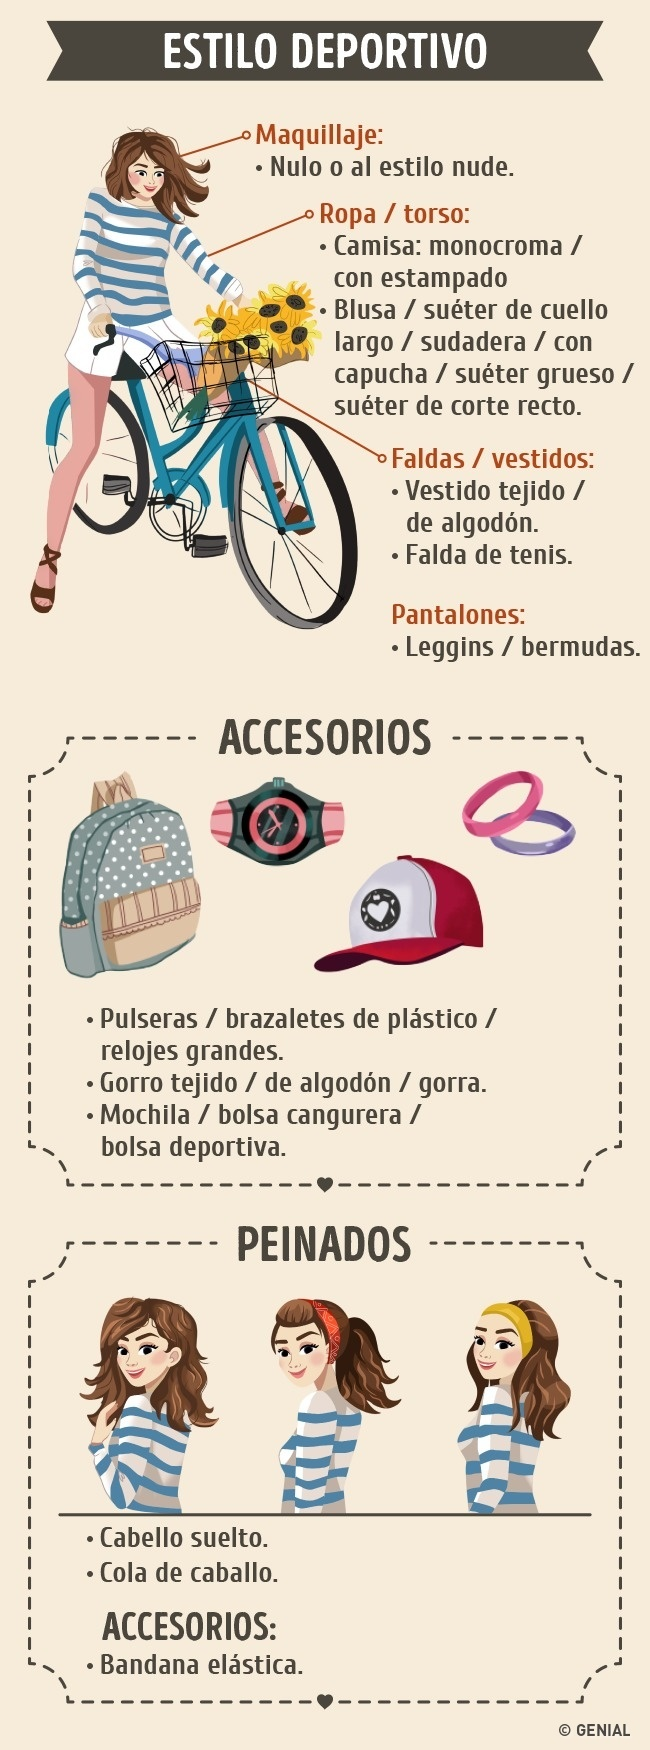 ESTILO DEPORTIVO
Maquillaje:
• Nulo o al estilo nude.
Ropa / torso:
• Camisa: monocroma /
con estampado
• Blusa / suéter de cuello
largo / sudadera / con
capucha / suéter grueso /
suéter de corte recto.
Faldas / vestidos:
• Vestido tejido /
de algodón.
• Falda de tenis.
Pantalones:
• Leggins / bermudas.
ACCESORIOS
• Pulseras / brazaletes de plástico /
relojes grandes.
• Gorro tejido / de algodón / gorra.
• Mochila / bolsa cangurera /
bolsa deportiva.
PEINADOS
• Cabello suelto.
• Cola de caballo.
ACCESORIOS:
• Bandana elástica.
© GENIAL